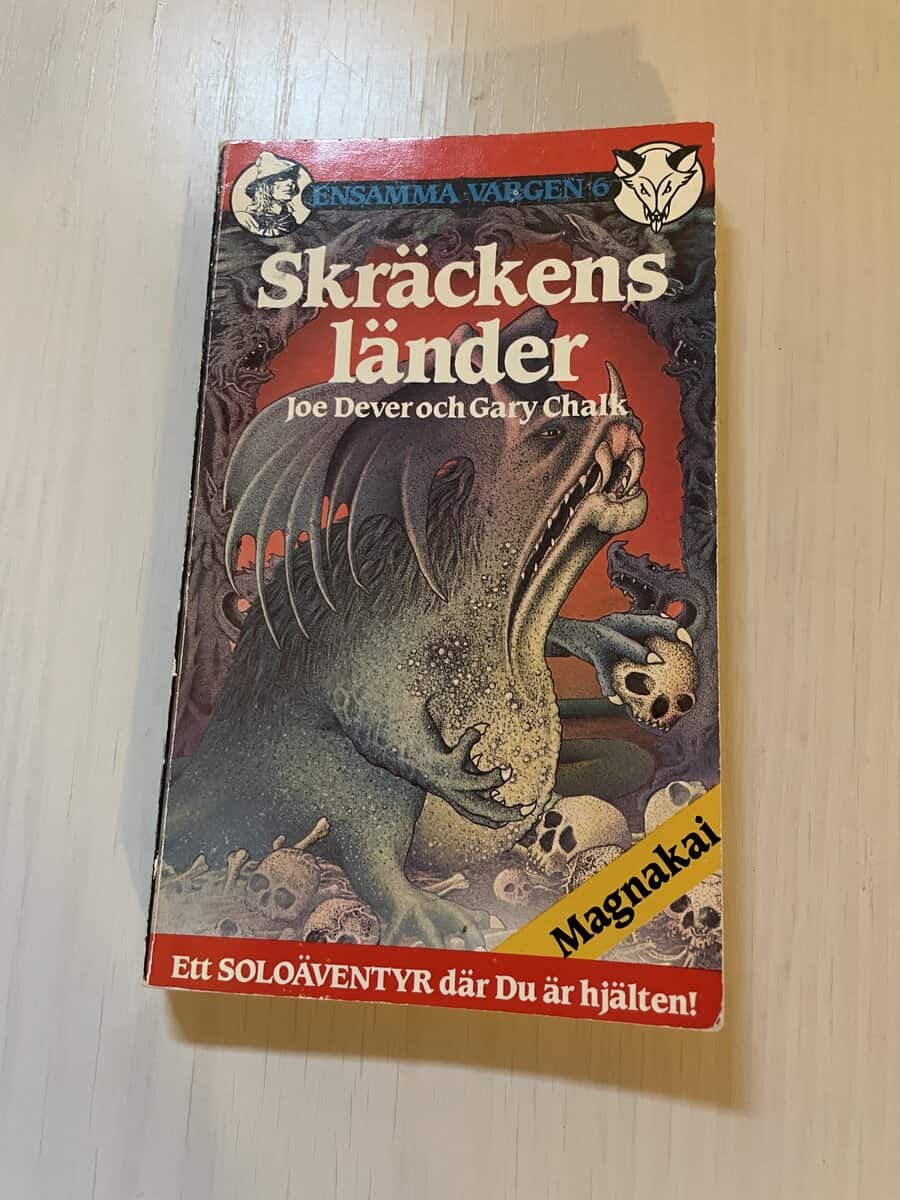 ENSAMMA VARGEN 6
Skräckens
länder
Joe Dever och Gary Chalk
Magnakai
Ett SOLOÄVENTYR där Du är hjälten!